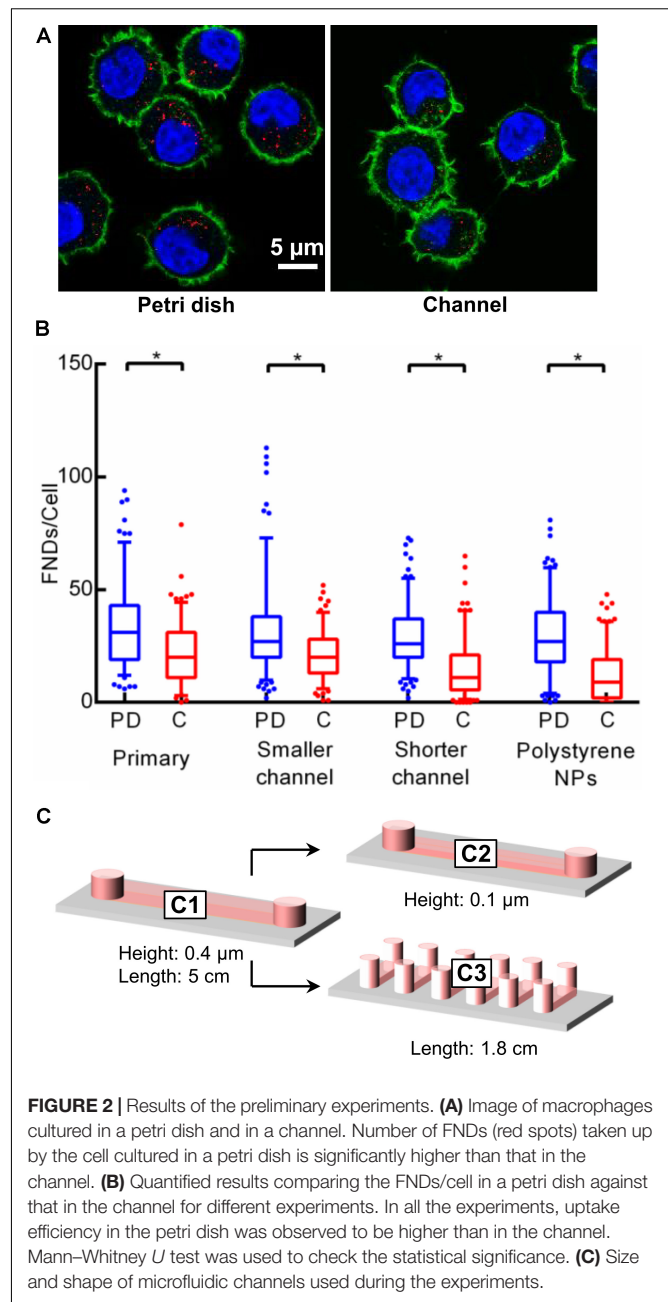 A
5 µm
Petri dish
Channel
B
150
100
50
0
FNDs/Cell
*
*
*
*
PD C
PD C
PD C
PD C
Primary
Smaller
channel
Shorter
channel
Polystyrene
NPs
C
C1
Height: 0.4 µm
Length: 5 cm
C2
Height: 0.1 µm
C3
Length: 1.8 cm
FIGURE 2 | Results of the preliminary experiments. (A) Image of macrophages
cultured in a petri dish and in a channel. Number of FNDs (red spots) taken up
by the cell cultured in a petri dish is significantly higher than that in the
channel. (B) Quantified results comparing the FNDs/cell in a petri dish against
that in the channel for different experiments. In all the experiments, uptake
efficiency in the petri dish was observed to be higher than in the channel.
Mann–Whitney U test was used to check the statistical significance. (C) Size
and shape of microfluidic channels used during the experiments.